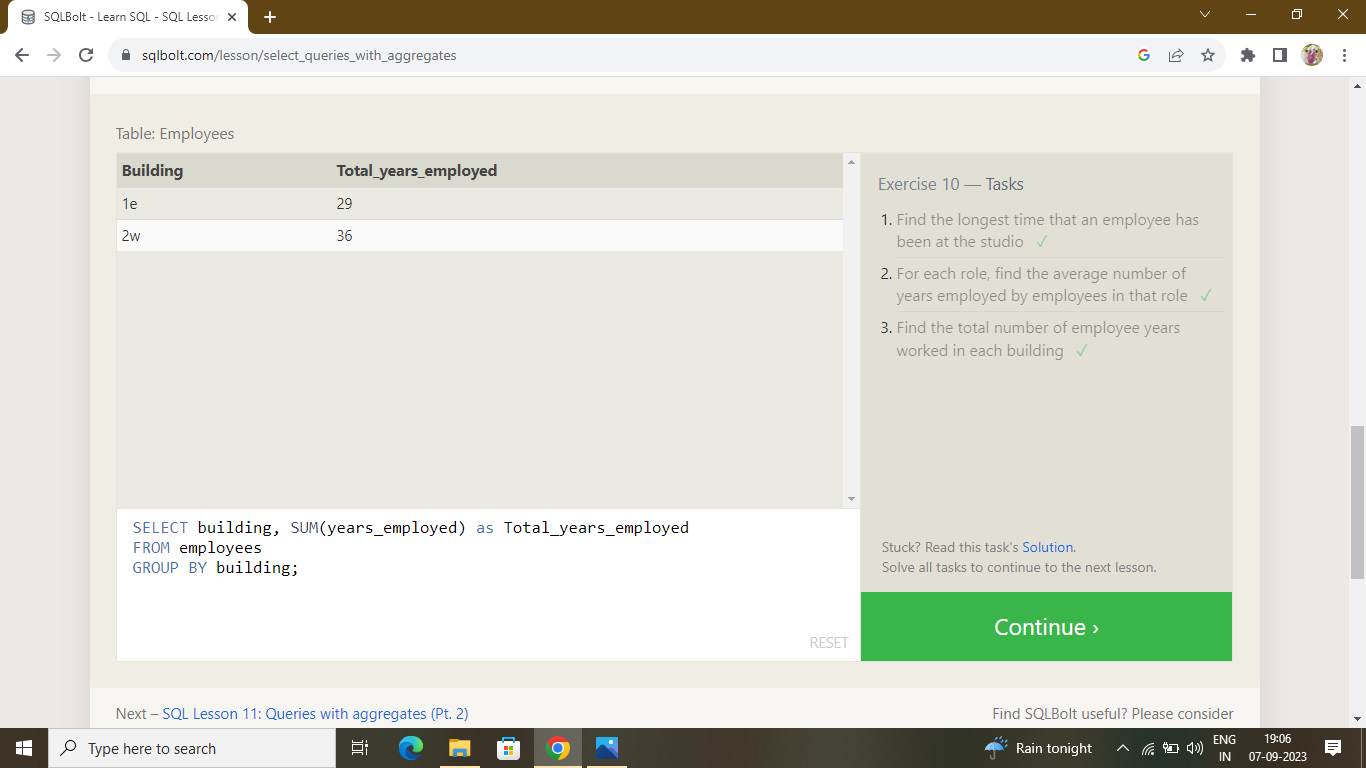 SQLBolt - Learn SQL - SQL Lesso
sqlbolt.com/lesson/select_queries_with_aggregates
Table: Employees
Building Total_years_employed
1e 29
2w 36
Exercise 10 — Tasks
1. Find the longest time that an employee has
been at the studio ✓
2. For each role, find the average number of
years employed by employees in that role ✓
3. Find the total number of employee years
worked in each building ✓
SELECT building, SUM(years_employed) as Total_years_employed
FROM employees
GROUP BY building;
RESET
Stuck? Read this task's Solution.
Solve all tasks to continue to the next lesson.
Continue ›
Next – SQL Lesson 11: Queries with aggregates (Pt. 2)
Find SQLBolt useful? Please consider
Type here to search
Rain tonight
ENG
IN
19:06
07-09-2023